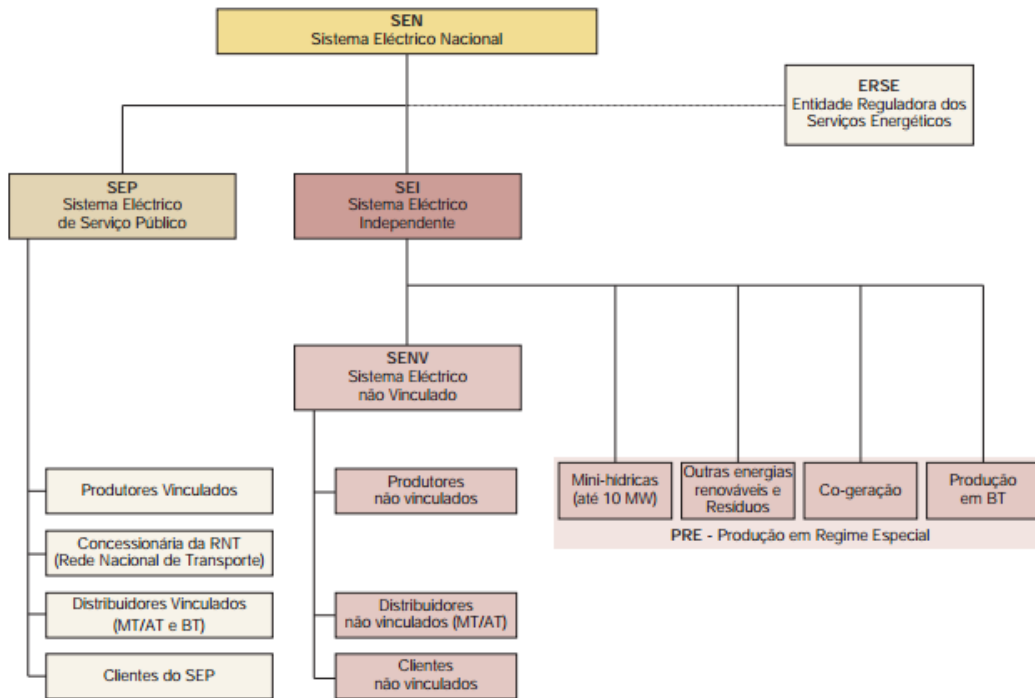 SEN
Sistema Eléctrico Nacional
ERSE
Entidade Reguladora dos
Serviços Energéticos
SEP
Sistema Eléctrico
de Serviço Público
SEI
Sistema Eléctrico
Independente
SENV
Sistema Eléctrico
não Vinculado
Produtores Vinculados
Concessionária da RNT
(Rede Nacional de Transporte)
Distribuidores Vinculados
(MT/AT e BT)
Clientes do SEP
Produtores
não vinculados
Distribuidores
não vinculados (MT/AT)
Clientes
não vinculados
Mini-hídricas
(até 10 MW)
Outras energias
renováveis e
Resíduos
Co-geração
Produção
em BT
PRE - Produção em Regime Especial